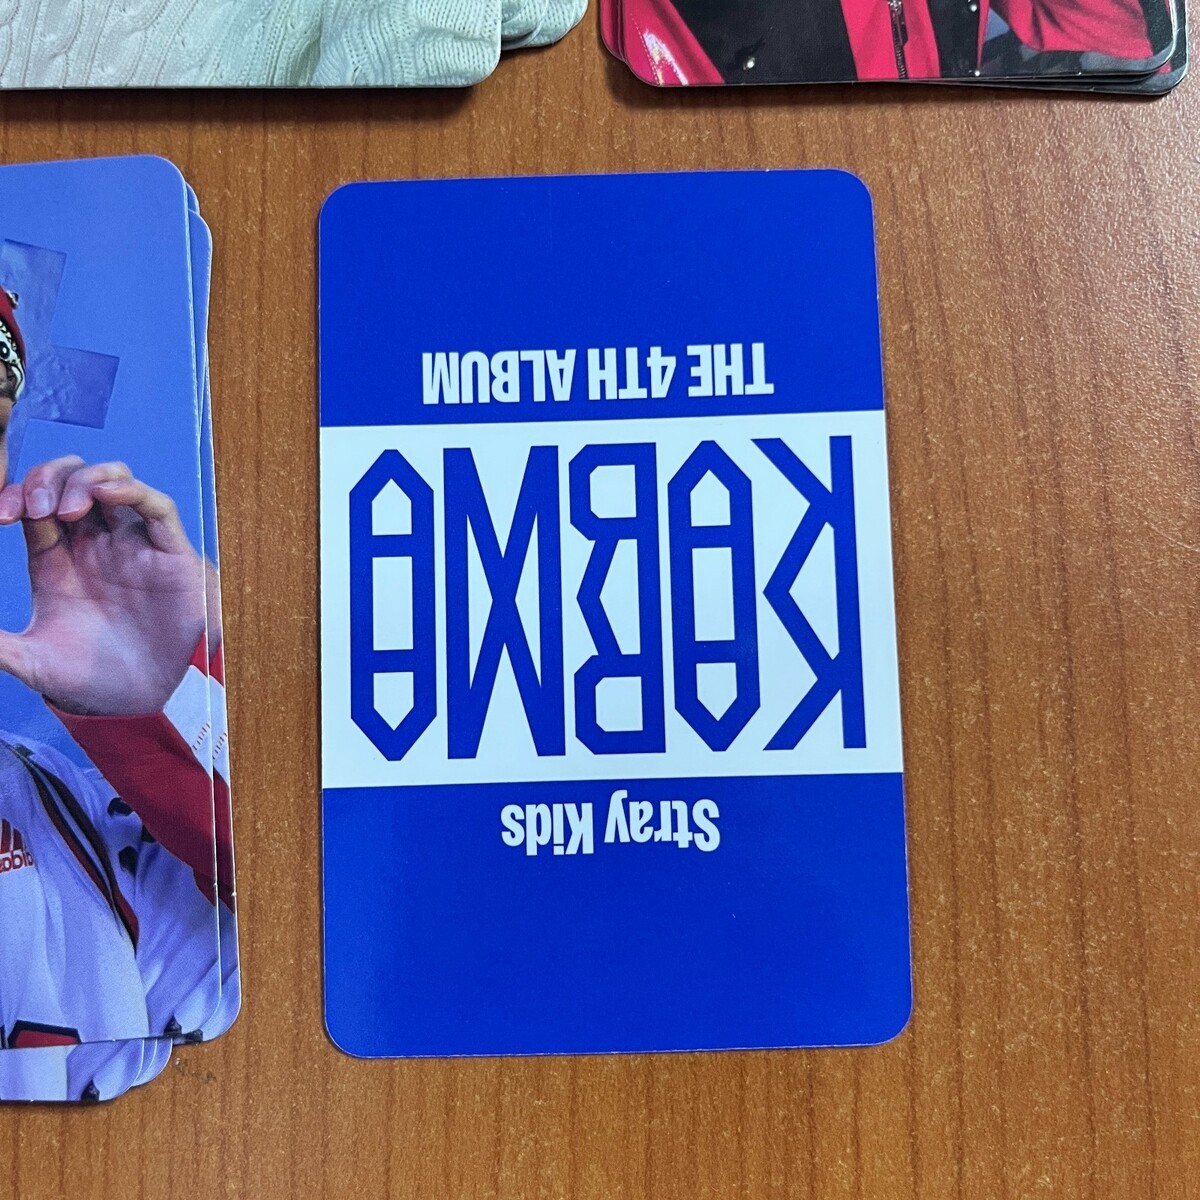 Stray Kids
KARMA
THE 4TH ALBUM